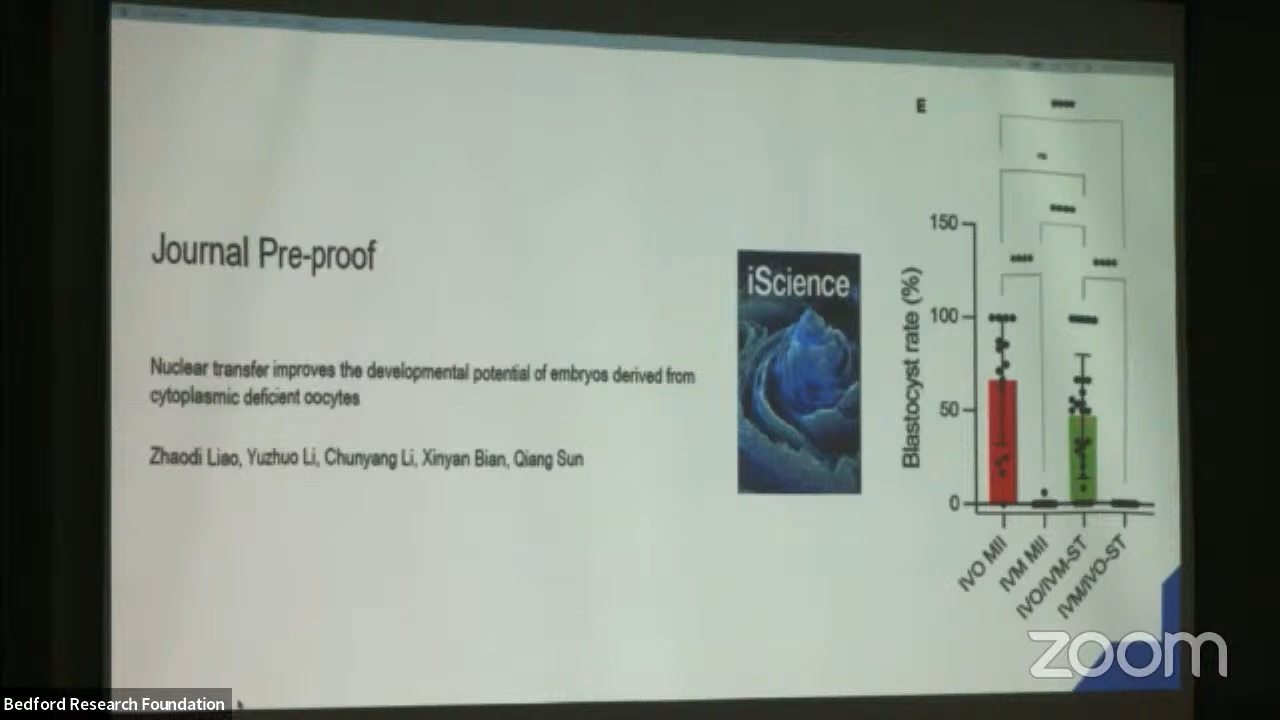 Journal Pre-proof
Nuclear transfer improves the developmental potential of embryos derived from
cytoplasmic deficient oocytes
Zhaodi Liao, Yuzhuo Li, Chunyang Li, Xinyan Bian, Qiang Sun
iScience
E
****
ns
****
****
****
Blastocyst rate (%)
150
100
50
0
IVO MII
IVM MII
IVO/IVM-ST
IVM/IVO-ST
zoom
Bedford Research Foundation